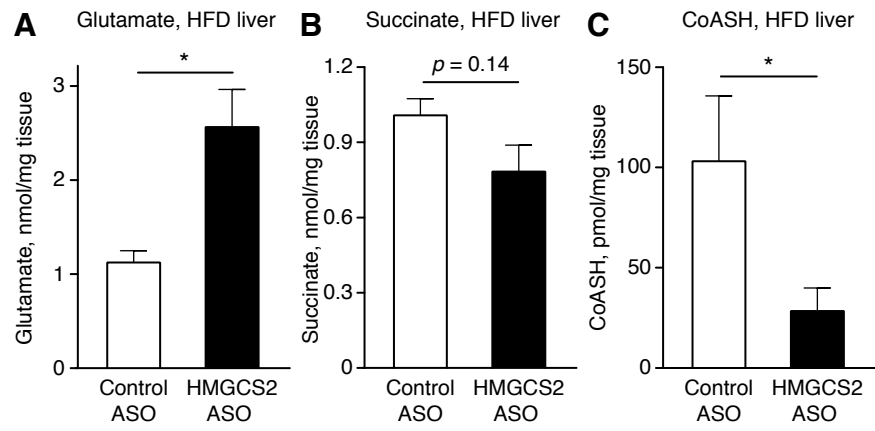 A
Glutamate, HFD liver
*
3
2
1
0
Glutamate, nmol/mg tissue
Control
ASO
HMGCS2
ASO
B
Succinate, HFD liver
p = 0.14
1.2
0.9
0.6
0.3
0
Succinate, nmol/mg tissue
Control
ASO
HMGCS2
ASO
C
CoASH, HFD liver
*
150
100
50
0
CoASH, pmol/mg tissue
Control
ASO
HMGCS2
ASO